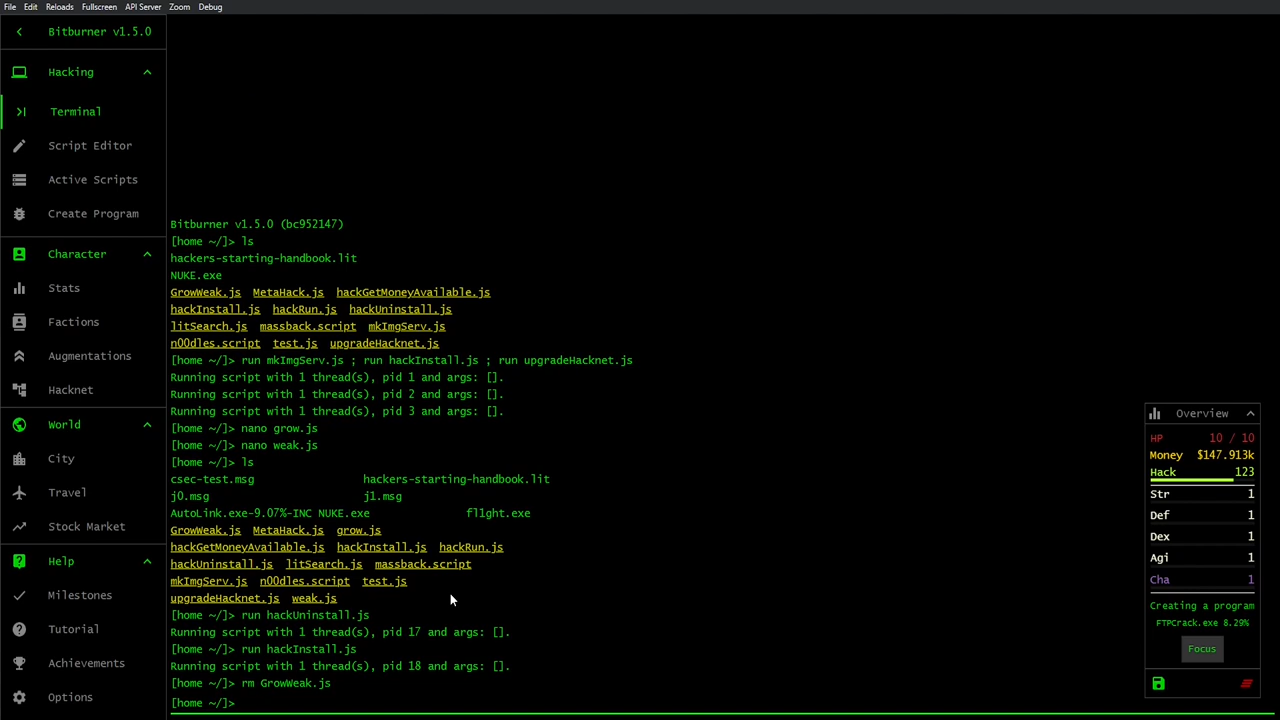 File Edit Reloads Fullscreen API Server Zoom Debug
Bitburner v1.5.0
Hacking
Terminal
Script Editor
Active Scripts
Create Program
Character
Stats
Factions
Augmentations
Hacknet
World
City
Travel
Stock Market
Help
Milestones
Tutorial
Achievements
Options
Bitburner v1.5.0 (bc952147)
[home ~/]> ls
hackers-starting-handbook.lit
NUKE.exe
GrowWeak.js MetaHack.js hackGetMoneyAvailable.js
hackInstall.js hackRun.js hackUninstall.js
litSearch.js massback.script mkImgServ.js
n00dles.script test.js upgradeHacknet.js
[home ~/]> run mkImgServ.js ; run hackInstall.js ; run upgradeHacknet.js
Running script with 1 thread(s), pid 1 and args: [].
Running script with 1 thread(s), pid 2 and args: [].
Running script with 1 thread(s), pid 3 and args: [].
[home ~/]> nano grow.js
[home ~/]> nano weak.js
[home ~/]> ls
csec-test.msg hackers-starting-handbook.lit
j0.msg j1.msg
AutoLink.exe-9.07%-INC NUKE.exe fl1ght.exe
GrowWeak.js MetaHack.js grow.js
hackGetMoneyAvailable.js hackInstall.js hackRun.js
hackUninstall.js litSearch.js massback.script
mkImgServ.js n00dles.script test.js
upgradeHacknet.js weak.js
[home ~/]> run hackUninstall.js
Running script with 1 thread(s), pid 17 and args: [].
[home ~/]> run hackInstall.js
Running script with 1 thread(s), pid 18 and args: [].
[home ~/]> rm GrowWeak.js
[home ~/]>
Overview
HP 10 / 10
Money $147.913k
Hack 123
Str 1
Def 1
Dex 1
Agi 1
Cha 1
Creating a program
FTPCrack.exe 8.29%
Focus